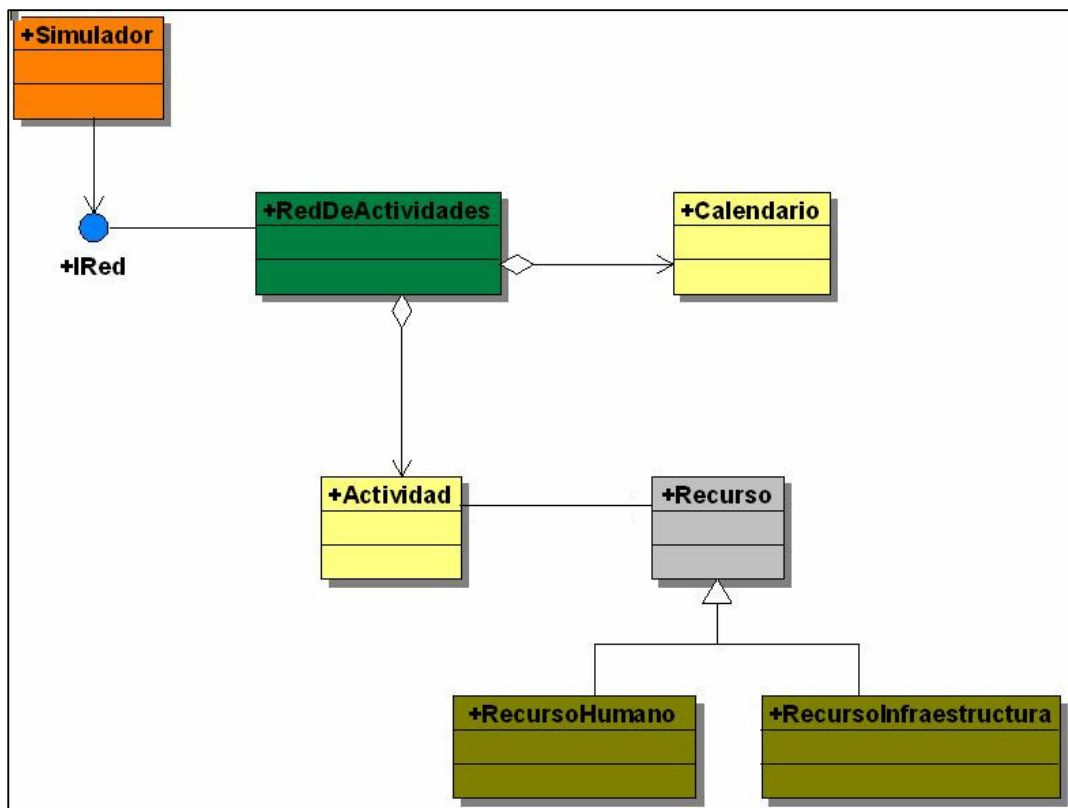 +Simulador
+RedDeActividades
+Calendario
+IRed
+Actividad
+Recurso
+RecursoHumano
+RecursoInfraestructura